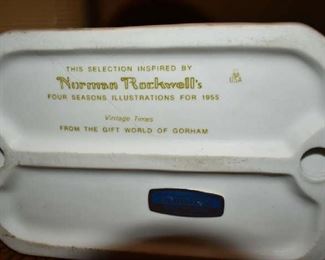 THIS SELECTION INSPIRED BY
Norman Rockwell's
FOUR SEASONS ILLUSTRATIONS FOR 1955
Vintage Times
FROM THE GIFT WORLD OF GORHAM
USA